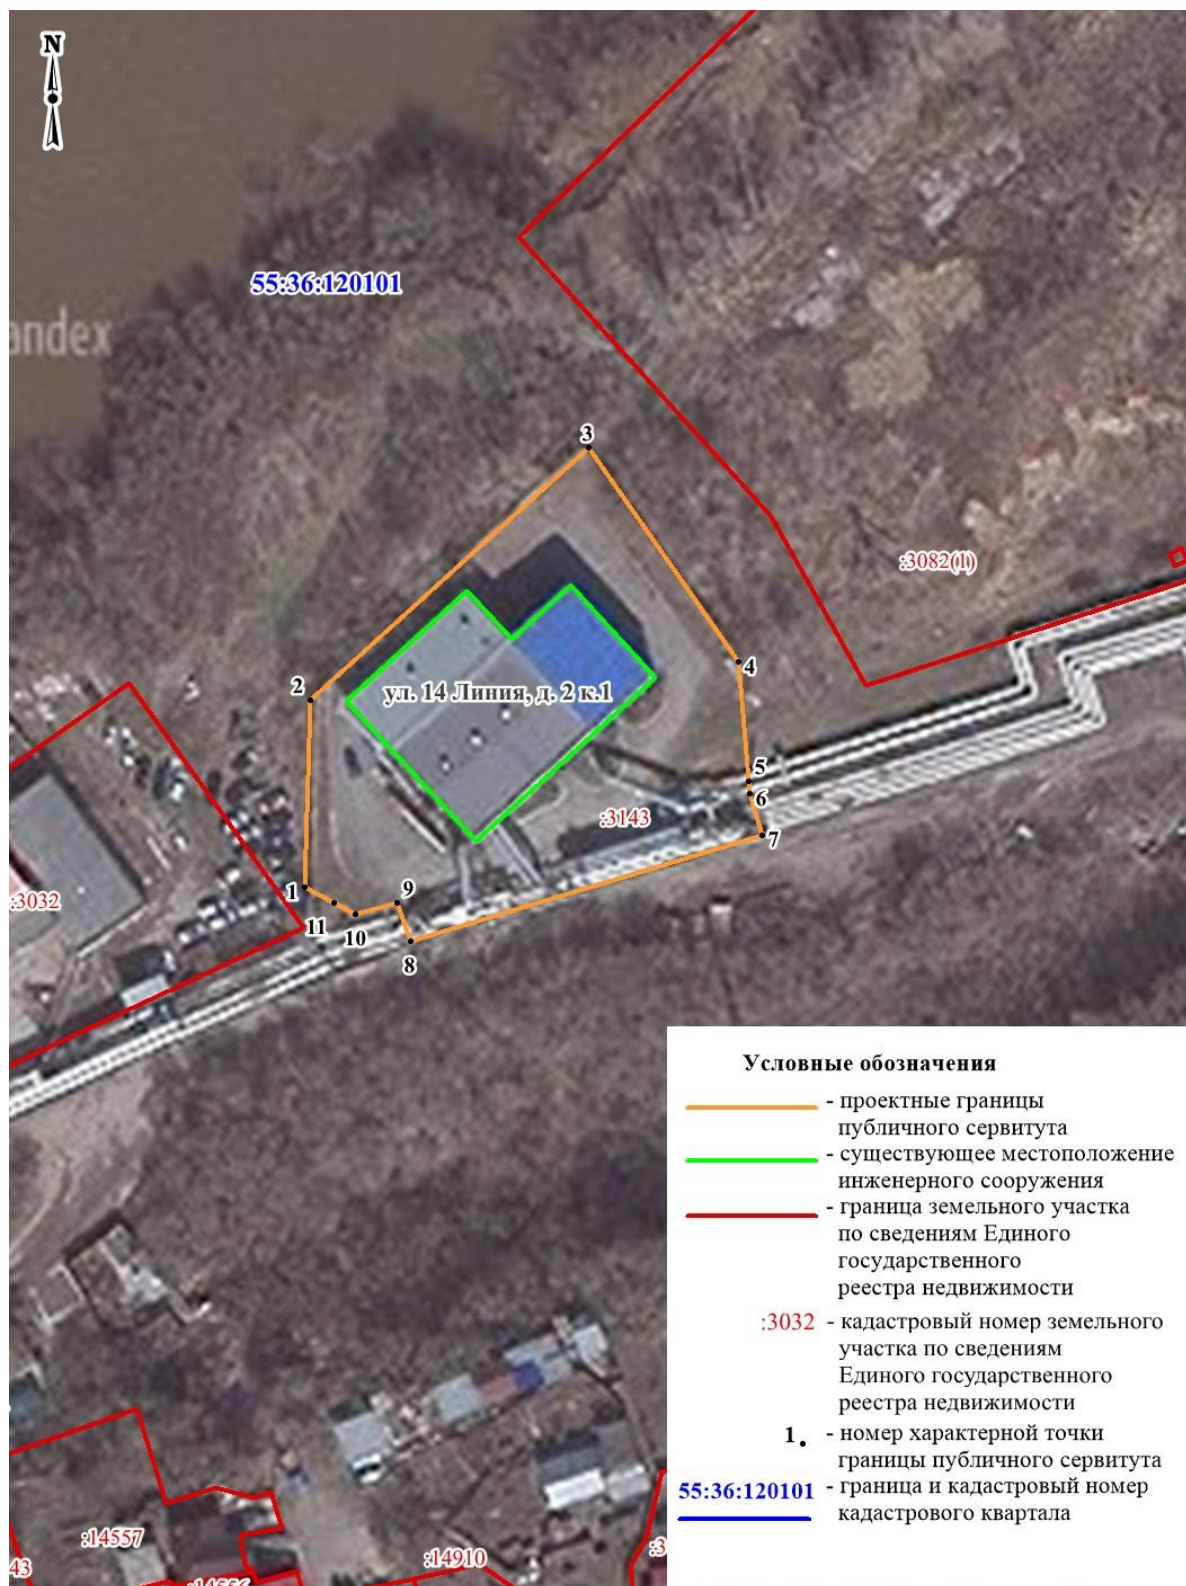 N
55:36:120101
andex
3
:3082(1)
4
2
ул. 14 Линия, д. 2 к.1
5
6
:3143
7
1
9
:3032
11
10
8
Условные обозначения
- проектные границы
публичного сервитута
- существующее местоположение
инженерного сооружения
- граница земельного участка
по сведениям Единого
государственного
реестра недвижимости
:3032 - кадастровый номер земельного
участка по сведениям
Единого государственного
реестра недвижимости
1. - номер характерной точки
границы публичного сервитута
55:36:120101 - граница и кадастровый номер
кадастрового квартала
:14557
:14910
:3
43
:14556